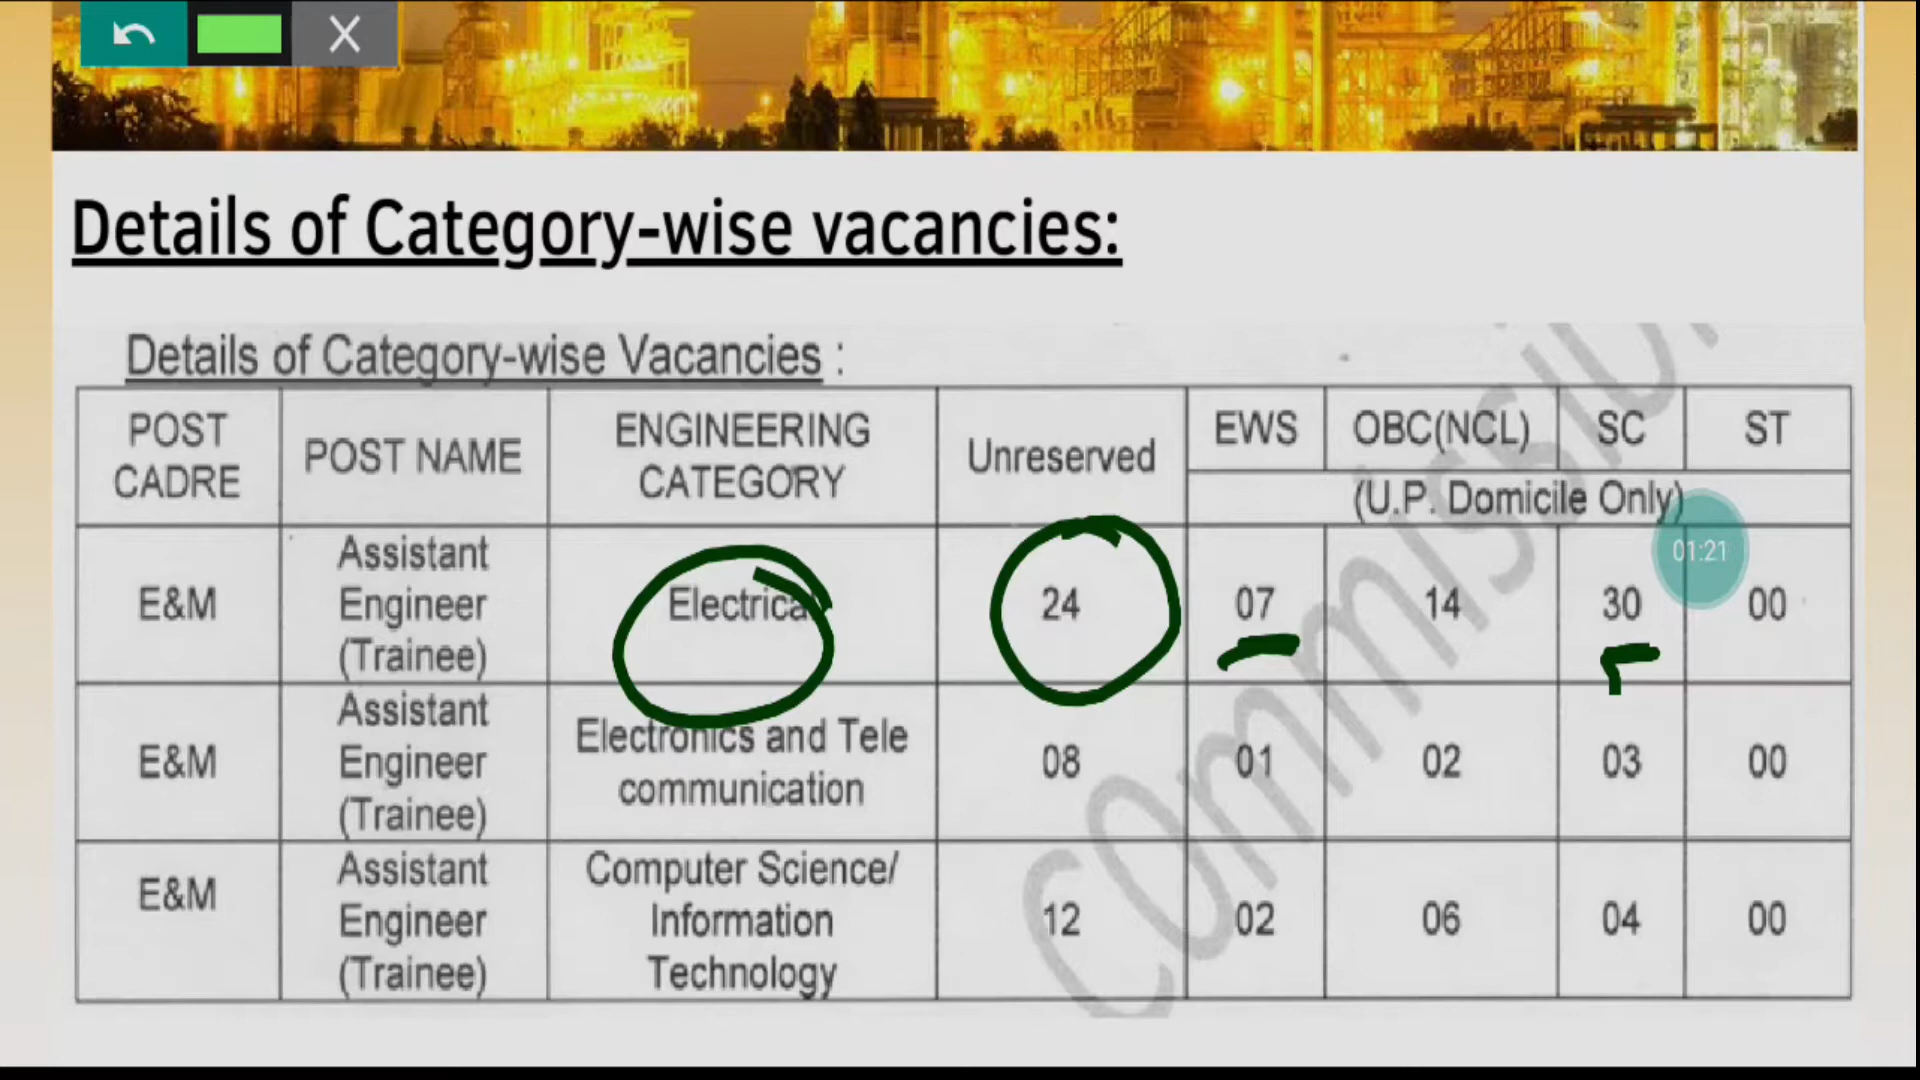 Details of Category-wise vacancies:
Details of Category-wise Vacancies :
POST CADRE POST NAME ENGINEERING CATEGORY Unreserved EWS OBC(NCL) SC ST
(U.P. Domicile Only)
01:21
E&M Assistant Engineer (Trainee) Electrical 24 07 14 30 00
E&M Assistant Engineer (Trainee) Electronics and Tele communication 08 01 02 03 00
E&M Assistant Engineer (Trainee) Computer Science/ Information Technology 12 02 06 04 00